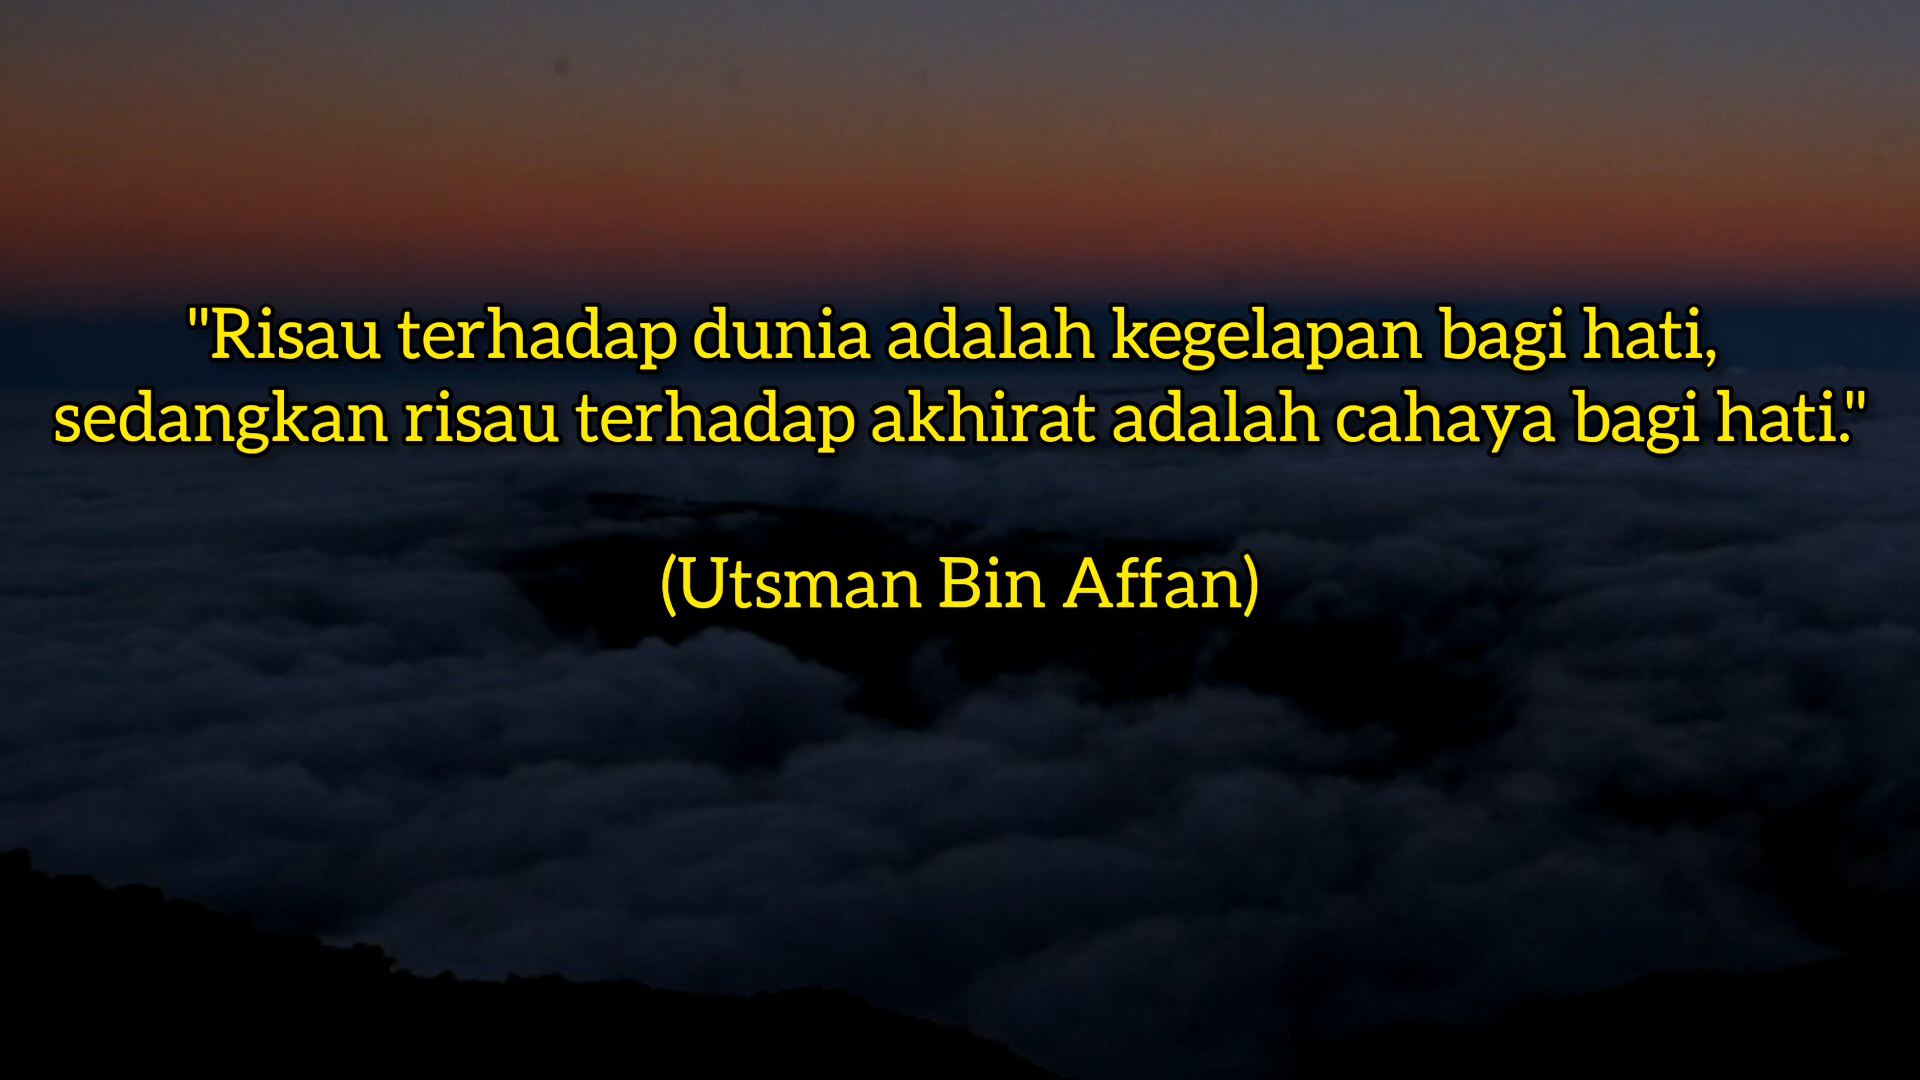 "Risau terhadap dunia adalah kegelapan bagi hati,
sedangkan risau terhadap akhirat adalah cahaya bagi hati."
(Utsman Bin Affan)